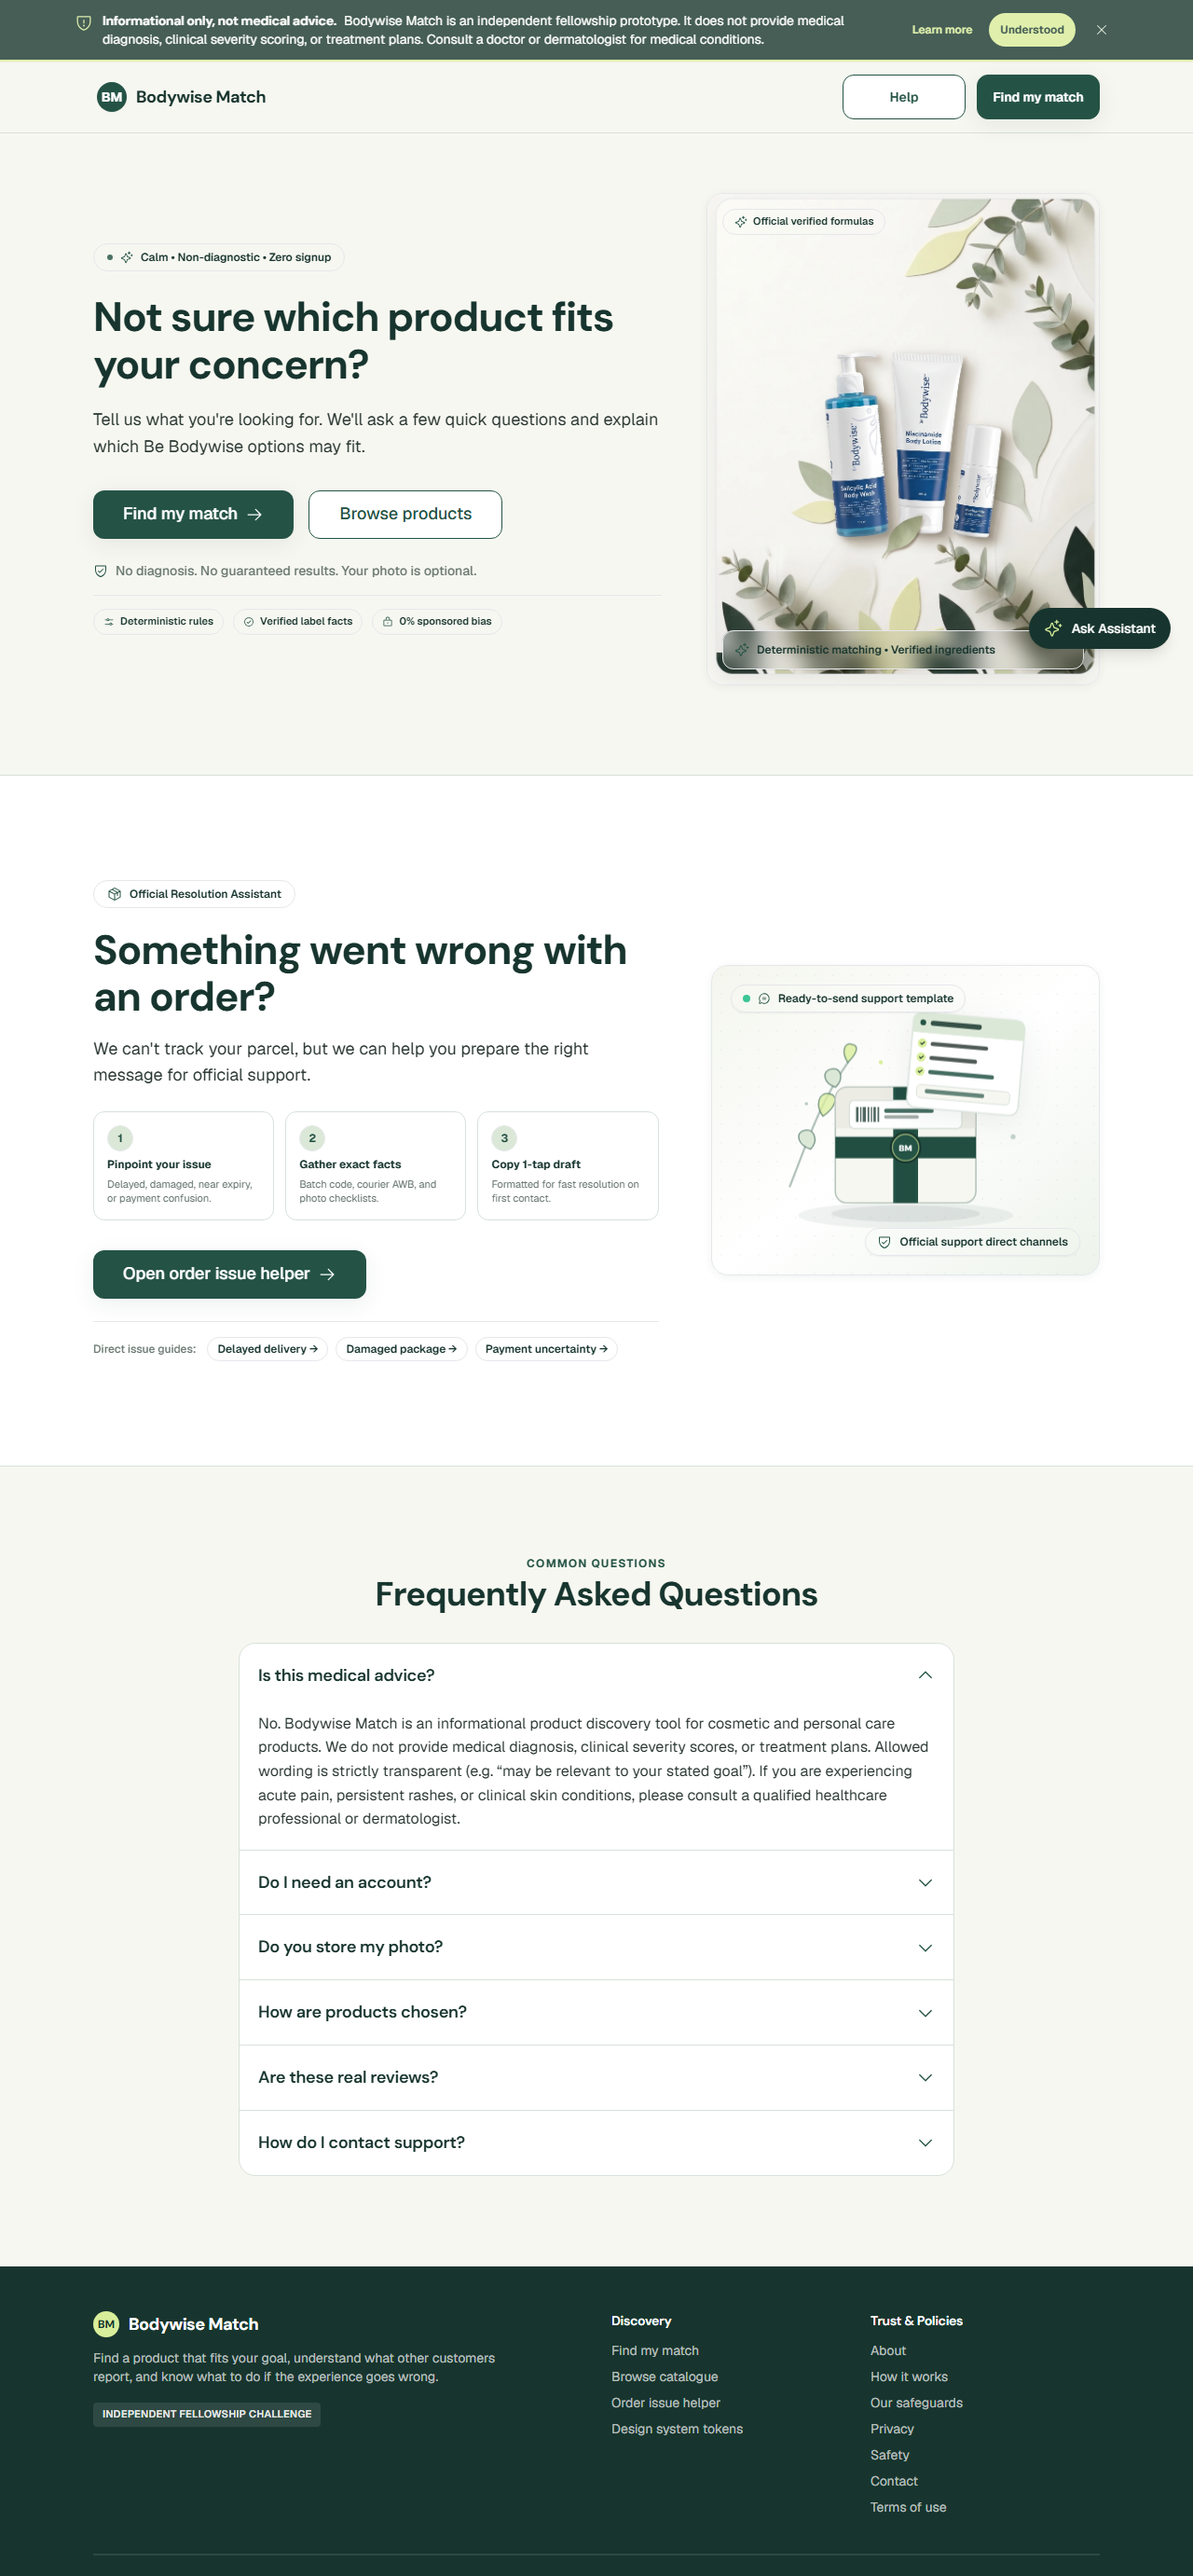 Informational only, not medical advice. Bodywise Match is an independent fellowship prototype. It does not provide medical
diagnosis, clinical severity scoring, or treatment plans. Consult a doctor or dermatologist for medical conditions.
Learn more
Understood
BM Bodywise Match
Help
Find my match
Calm • Non-diagnostic • Zero signup
Not sure which product fits
your concern?
Tell us what you're looking for. We'll ask a few quick questions and explain
which Be Bodywise options may fit.
Find my match →
Browse products
No diagnosis. No guaranteed results. Your photo is optional.
Deterministic rules
Verified label facts
0% sponsored bias
Official verified formulas
Bodywise
Salicylic Acid
Body Wash
Bodywise
Niacinamide
Body Lotion
Bodywise
Deterministic matching • Verified ingredients
Ask Assistant
Official Resolution Assistant
Something went wrong with
an order?
We can't track your parcel, but we can help you prepare the right
message for official support.
1
Pinpoint your issue
Delayed, damaged, near expiry,
or payment confusion.
2
Gather exact facts
Batch code, courier AWB, and
photo checklists.
3
Copy 1-tap draft
Formatted for fast resolution on
first contact.
Open order issue helper →
Direct issue guides:
Delayed delivery →
Damaged package →
Payment uncertainty →
Ready-to-send support template
BM
Official support direct channels
COMMON QUESTIONS
Frequently Asked Questions
Is this medical advice?
No. Bodywise Match is an informational product discovery tool for cosmetic and personal care
products. We do not provide medical diagnosis, clinical severity scores, or treatment plans. Allowed
wording is strictly transparent (e.g. “may be relevant to your stated goal”). If you are experiencing
acute pain, persistent rashes, or clinical skin conditions, please consult a qualified healthcare
professional or dermatologist.
Do I need an account?
Do you store my photo?
How are products chosen?
Are these real reviews?
How do I contact support?
BM Bodywise Match
Find a product that fits your goal, understand what other customers
report, and know what to do if the experience goes wrong.
INDEPENDENT FELLOWSHIP CHALLENGE
Discovery
Find my match
Browse catalogue
Order issue helper
Design system tokens
Trust & Policies
About
How it works
Our safeguards
Privacy
Safety
Contact
Terms of use